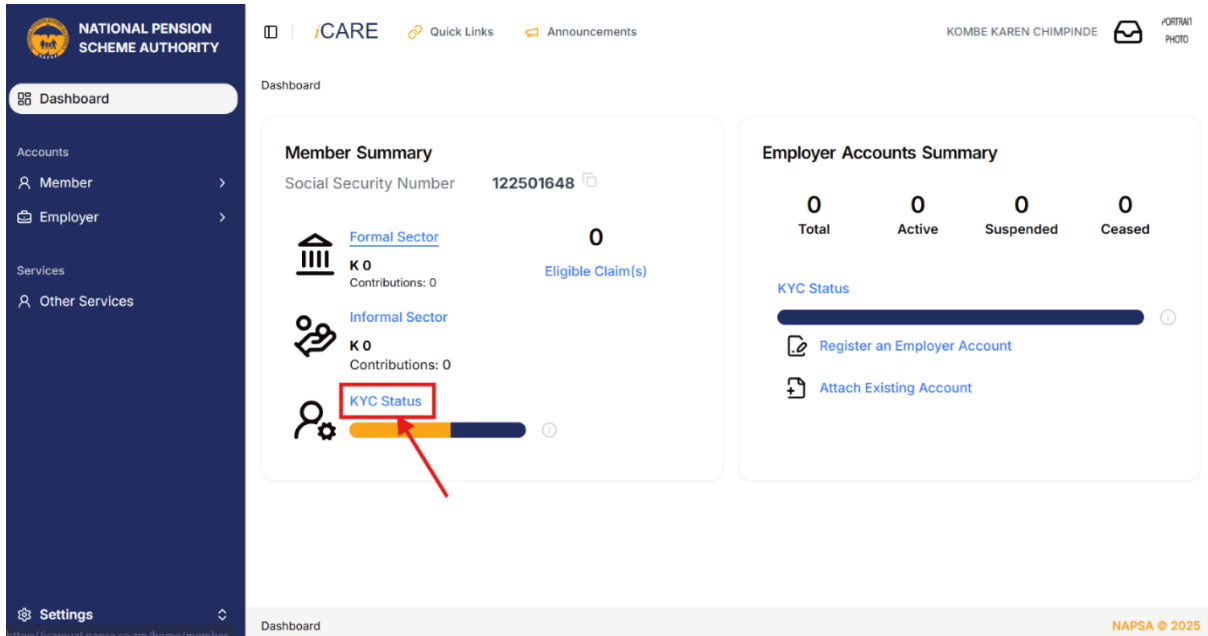 NATIONAL PENSION
SCHEME AUTHORITY
iCARE
Quick Links
Announcements
KOMBE KAREN CHIMPINDE
PORTRAIT
PHOTO
Dashboard
Accounts
Member
Employer
Services
Other Services
Settings
Dashboard
Member Summary
Social Security Number 122501648
Formal Sector
K 0
Contributions: 0
0
Eligible Claim(s)
Informal Sector
K 0
Contributions: 0
KYC Status
Employer Accounts Summary
0 0 0 0
Total Active Suspended Ceased
KYC Status
Register an Employer Account
Attach Existing Account
Dashboard
NAPSA © 2025